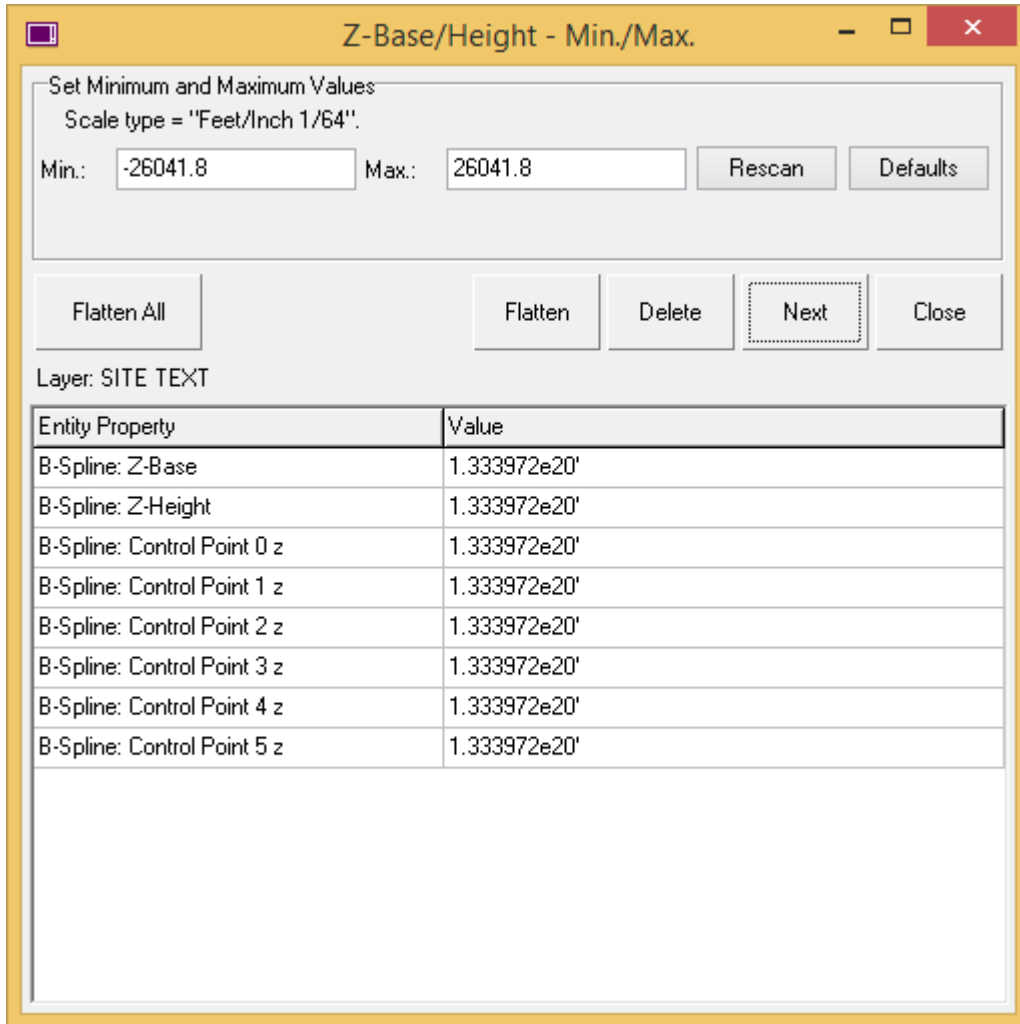 Z-Base/Height - Min./Max.
Set Minimum and Maximum Values
Scale type = "Feet/Inch 1/64".
Min.: -26041.8 Max.: 26041.8 Rescan Defaults
Flatten All Flatten Delete Next Close
Layer: SITE TEXT
Entity Property Value
B-Spline: Z-Base 1.333972e20'
B-Spline: Z-Height 1.333972e20'
B-Spline: Control Point 0 z 1.333972e20'
B-Spline: Control Point 1 z 1.333972e20'
B-Spline: Control Point 2 z 1.333972e20'
B-Spline: Control Point 3 z 1.333972e20'
B-Spline: Control Point 4 z 1.333972e20'
B-Spline: Control Point 5 z 1.333972e20'